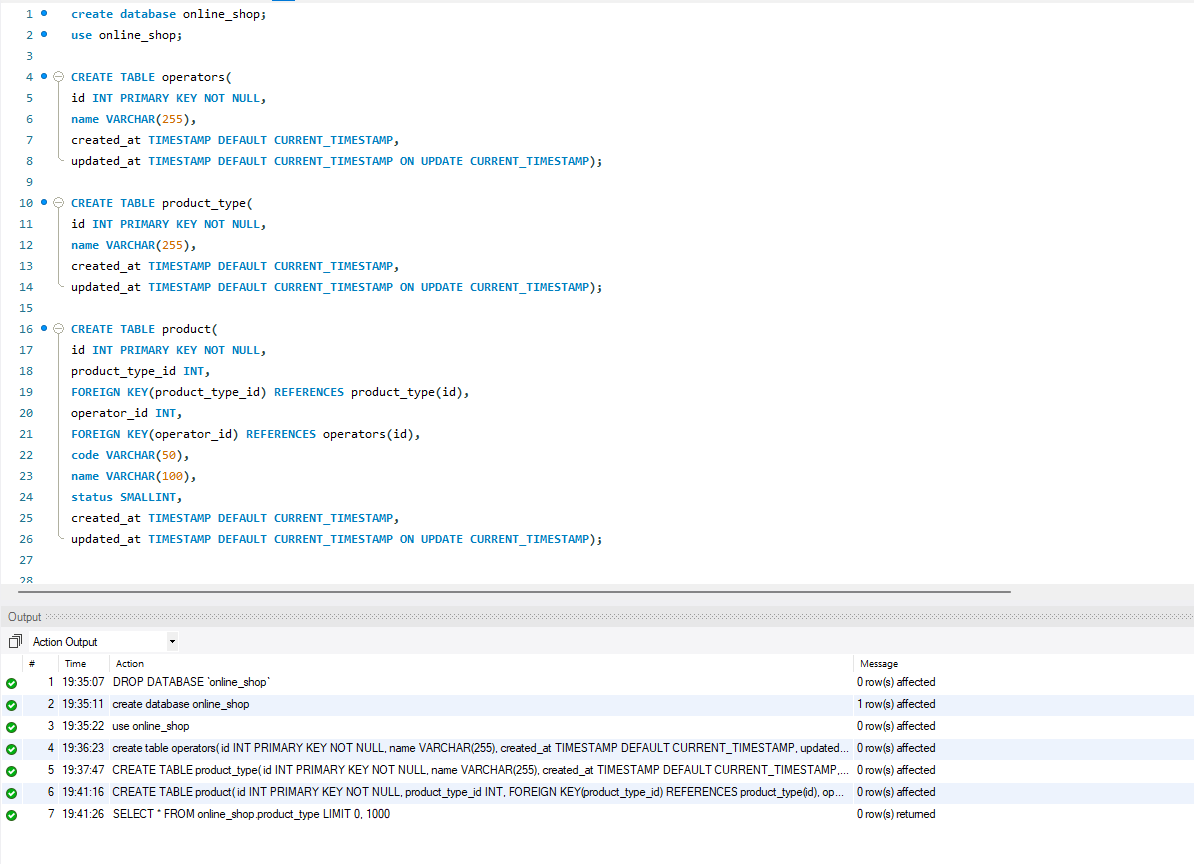 1 create database online_shop;
2 use online_shop;
3
4 CREATE TABLE operators(
5 id INT PRIMARY KEY NOT NULL,
6 name VARCHAR(255),
7 created_at TIMESTAMP DEFAULT CURRENT_TIMESTAMP,
8 updated_at TIMESTAMP DEFAULT CURRENT_TIMESTAMP ON UPDATE CURRENT_TIMESTAMP);
9
10 CREATE TABLE product_type(
11 id INT PRIMARY KEY NOT NULL,
12 name VARCHAR(255),
13 created_at TIMESTAMP DEFAULT CURRENT_TIMESTAMP,
14 updated_at TIMESTAMP DEFAULT CURRENT_TIMESTAMP ON UPDATE CURRENT_TIMESTAMP);
15
16 CREATE TABLE product(
17 id INT PRIMARY KEY NOT NULL,
18 product_type_id INT,
19 FOREIGN KEY(product_type_id) REFERENCES product_type(id),
20 operator_id INT,
21 FOREIGN KEY(operator_id) REFERENCES operators(id),
22 code VARCHAR(50),
23 name VARCHAR(100),
24 status SMALLINT,
25 created_at TIMESTAMP DEFAULT CURRENT_TIMESTAMP,
26 updated_at TIMESTAMP DEFAULT CURRENT_TIMESTAMP ON UPDATE CURRENT_TIMESTAMP);
27
28
Output
Action Output
# Time Action Message
1 19:35:07 DROP DATABASE `online_shop` 0 row(s) affected
2 19:35:11 create database online_shop 1 row(s) affected
3 19:35:22 use online_shop 0 row(s) affected
4 19:36:23 create table operators( id INT PRIMARY KEY NOT NULL, name VARCHAR(255), created_at TIMESTAMP DEFAULT CURRENT_TIMESTAMP, updated... 0 row(s) affected
5 19:37:47 CREATE TABLE product_type( id INT PRIMARY KEY NOT NULL, name VARCHAR(255), created_at TIMESTAMP DEFAULT CURRENT_TIMESTAMP,... 0 row(s) affected
6 19:41:16 CREATE TABLE product( id INT PRIMARY KEY NOT NULL, product_type_id INT, FOREIGN KEY(product_type_id) REFERENCES product_type(id), op... 0 row(s) affected
7 19:41:26 SELECT * FROM online_shop.product_type LIMIT 0, 1000 0 row(s) returned